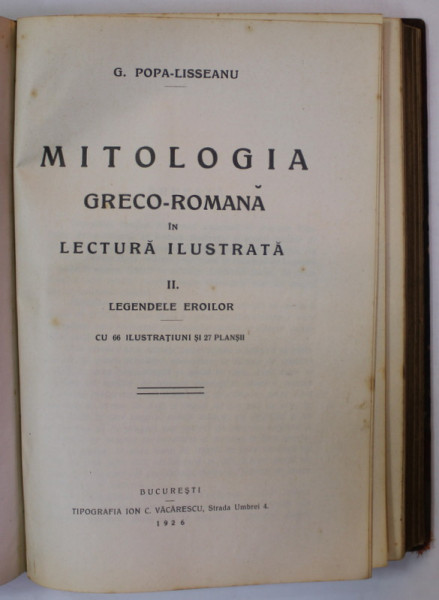 G. POPA-LISSEANU
MITOLOGIA
GRECO-ROMANĂ
ÎN
LECTURĂ ILUSTRATĂ
II.
LEGENDELE EROILOR
CU 66 ILUSTRAȚIUNI ȘI 27 PLANȘII
BUCUREȘTI
TIPOGRAFIA ION C. VĂCĂRESCU, Strada Umbrei 4.
1926